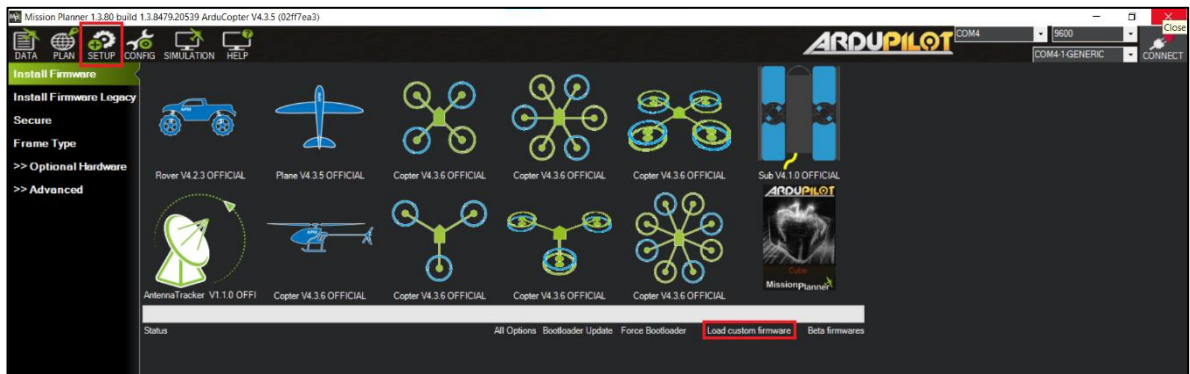 Mission Planner 1.3.80 build 1.3.8479.20539 ArduCopter V4.3.5 (02ff7ea3)
Close
DATA PLAN SETUP CONFIG SIMULATION HELP
ARDUPILOT
COM4
9600
COM4-1-GENERIC
CONNECT
Install Firmware
Install Firmware Legacy
Secure
Frame Type
>> Optional Hardware
>> Advanced
Rover V4.2.3 OFFICIAL
Plane V4.3.5 OFFICIAL
Copter V4.3.6 OFFICIAL
Copter V4.3.6 OFFICIAL
Copter V4.3.6 OFFICIAL
Sub V4.1.0 OFFICIAL
ARDUPILOT
Cube
MissionPlanner
AntennaTracker V1.1.0 OFFI
Copter V4.3.6 OFFICIAL
Copter V4.3.6 OFFICIAL
Copter V4.3.6 OFFICIAL
Copter V4.3.6 OFFICIAL
Status
All Options Bootloader Update Force Bootloader Load custom firmware Beta firmwares